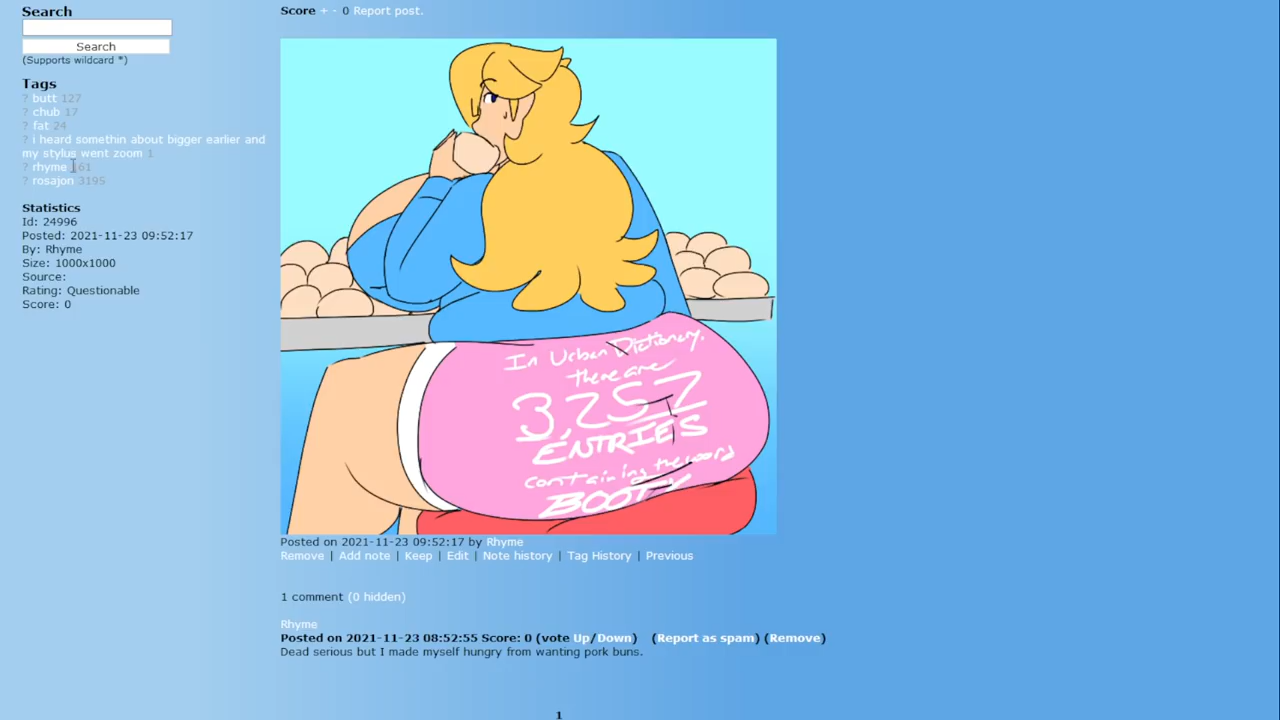 Search
Search
(Supports wildcard *)
Tags
? butt 127
? chub 17
? fat 24
? i heard somethin about bigger earlier and
my stylus went zoom 1
? rhyme 161
? rosajon 3195
Statistics
Id: 24996
Posted: 2021-11-23 09:52:17
By: Rhyme
Size: 1000x1000
Source:
Rating: Questionable
Score: 0
Score + - 0 Report post.
In Urban Dictionary,
there are
3,257
ENTRIES
containing the word
BOOTY
Posted on 2021-11-23 09:52:17 by Rhyme
Remove | Add note | Keep | Edit | Note history | Tag History | Previous
1 comment (0 hidden)
Rhyme
Posted on 2021-11-23 08:52:55 Score: 0 (vote Up/Down) (Report as spam) (Remove)
Dead serious but I made myself hungry from wanting pork buns.
1